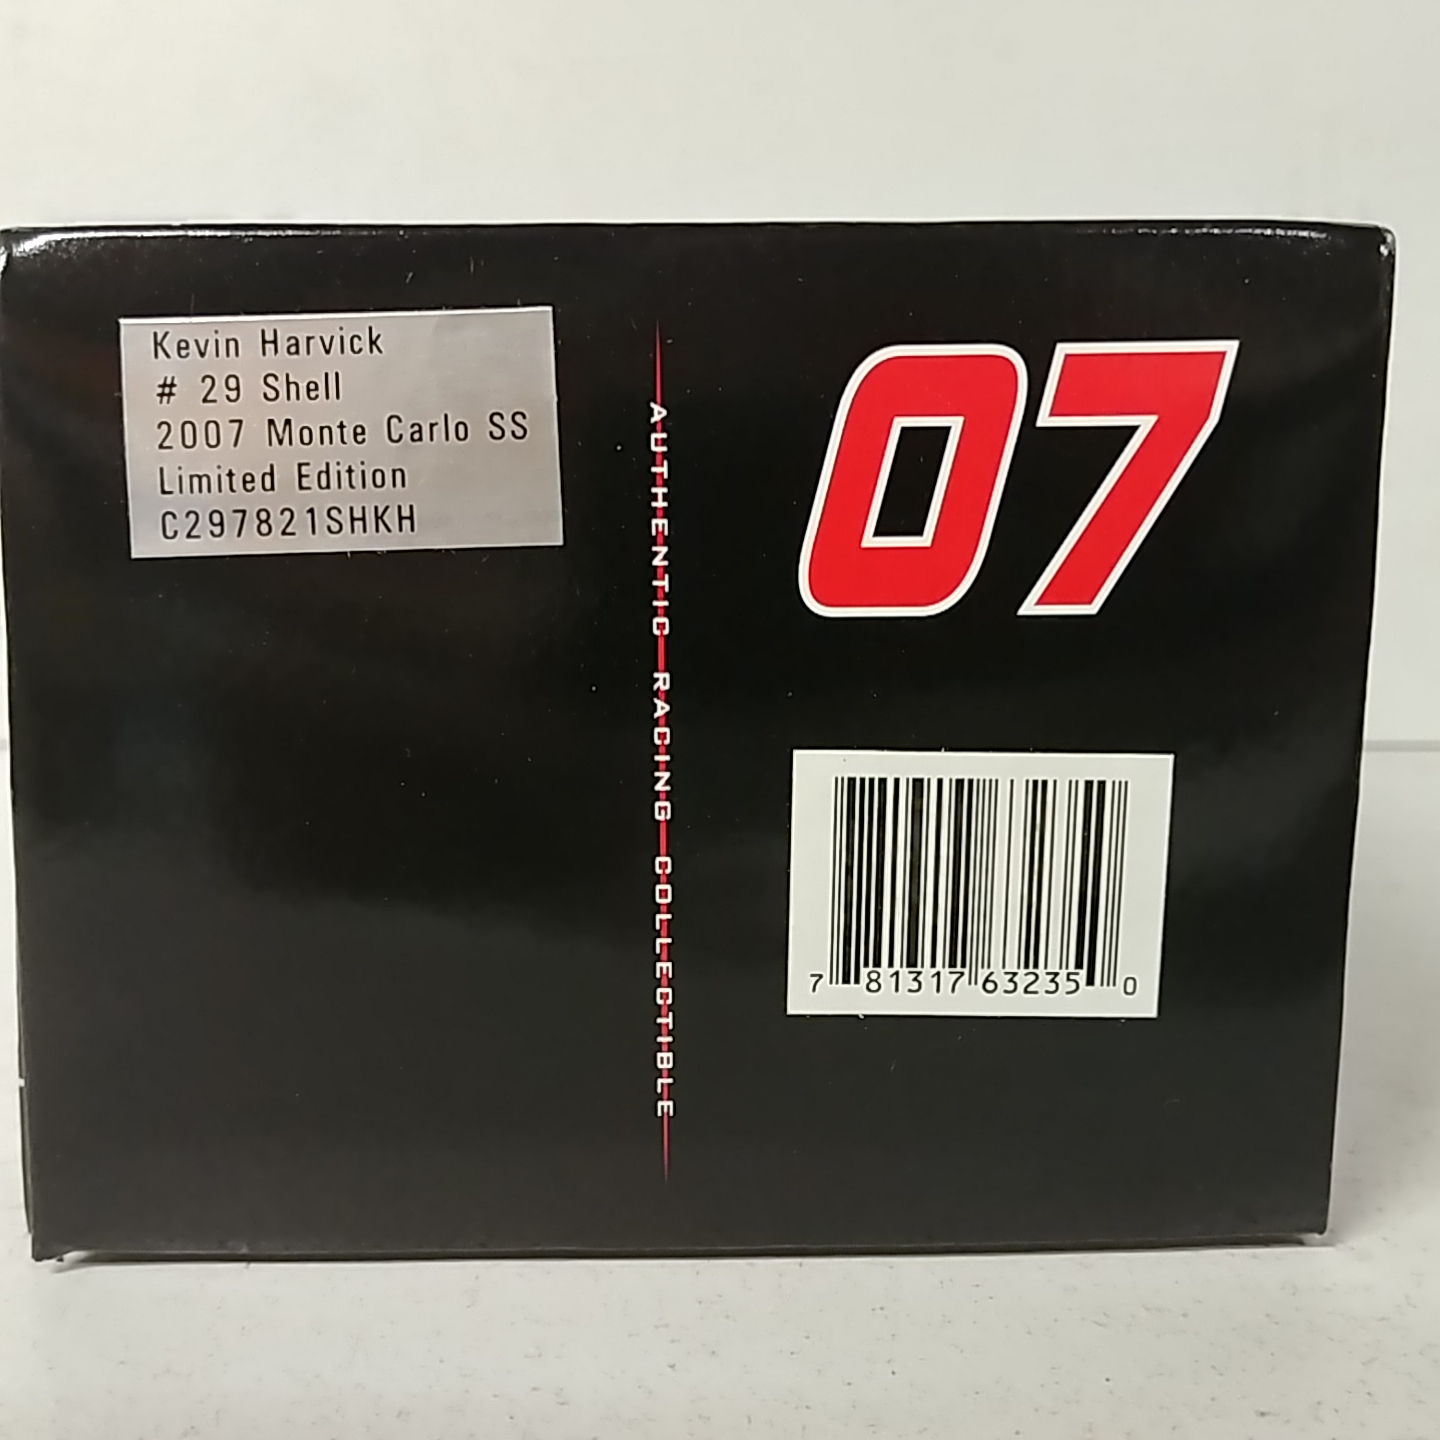 Kevin Harvick
# 29 Shell
2007 Monte Carlo SS
Limited Edition
C297821SHKH
AUTHENTIC RACING COLLECTIBLE
07
7 81317 63235 0